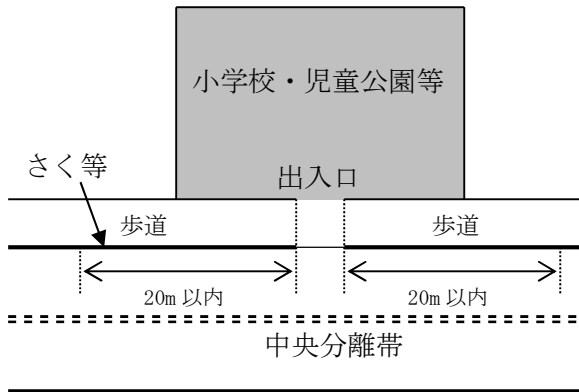 小学校・児童公園等
出入口
さく等
歩道
歩道
20m 以内
20m 以内
中央分離帯